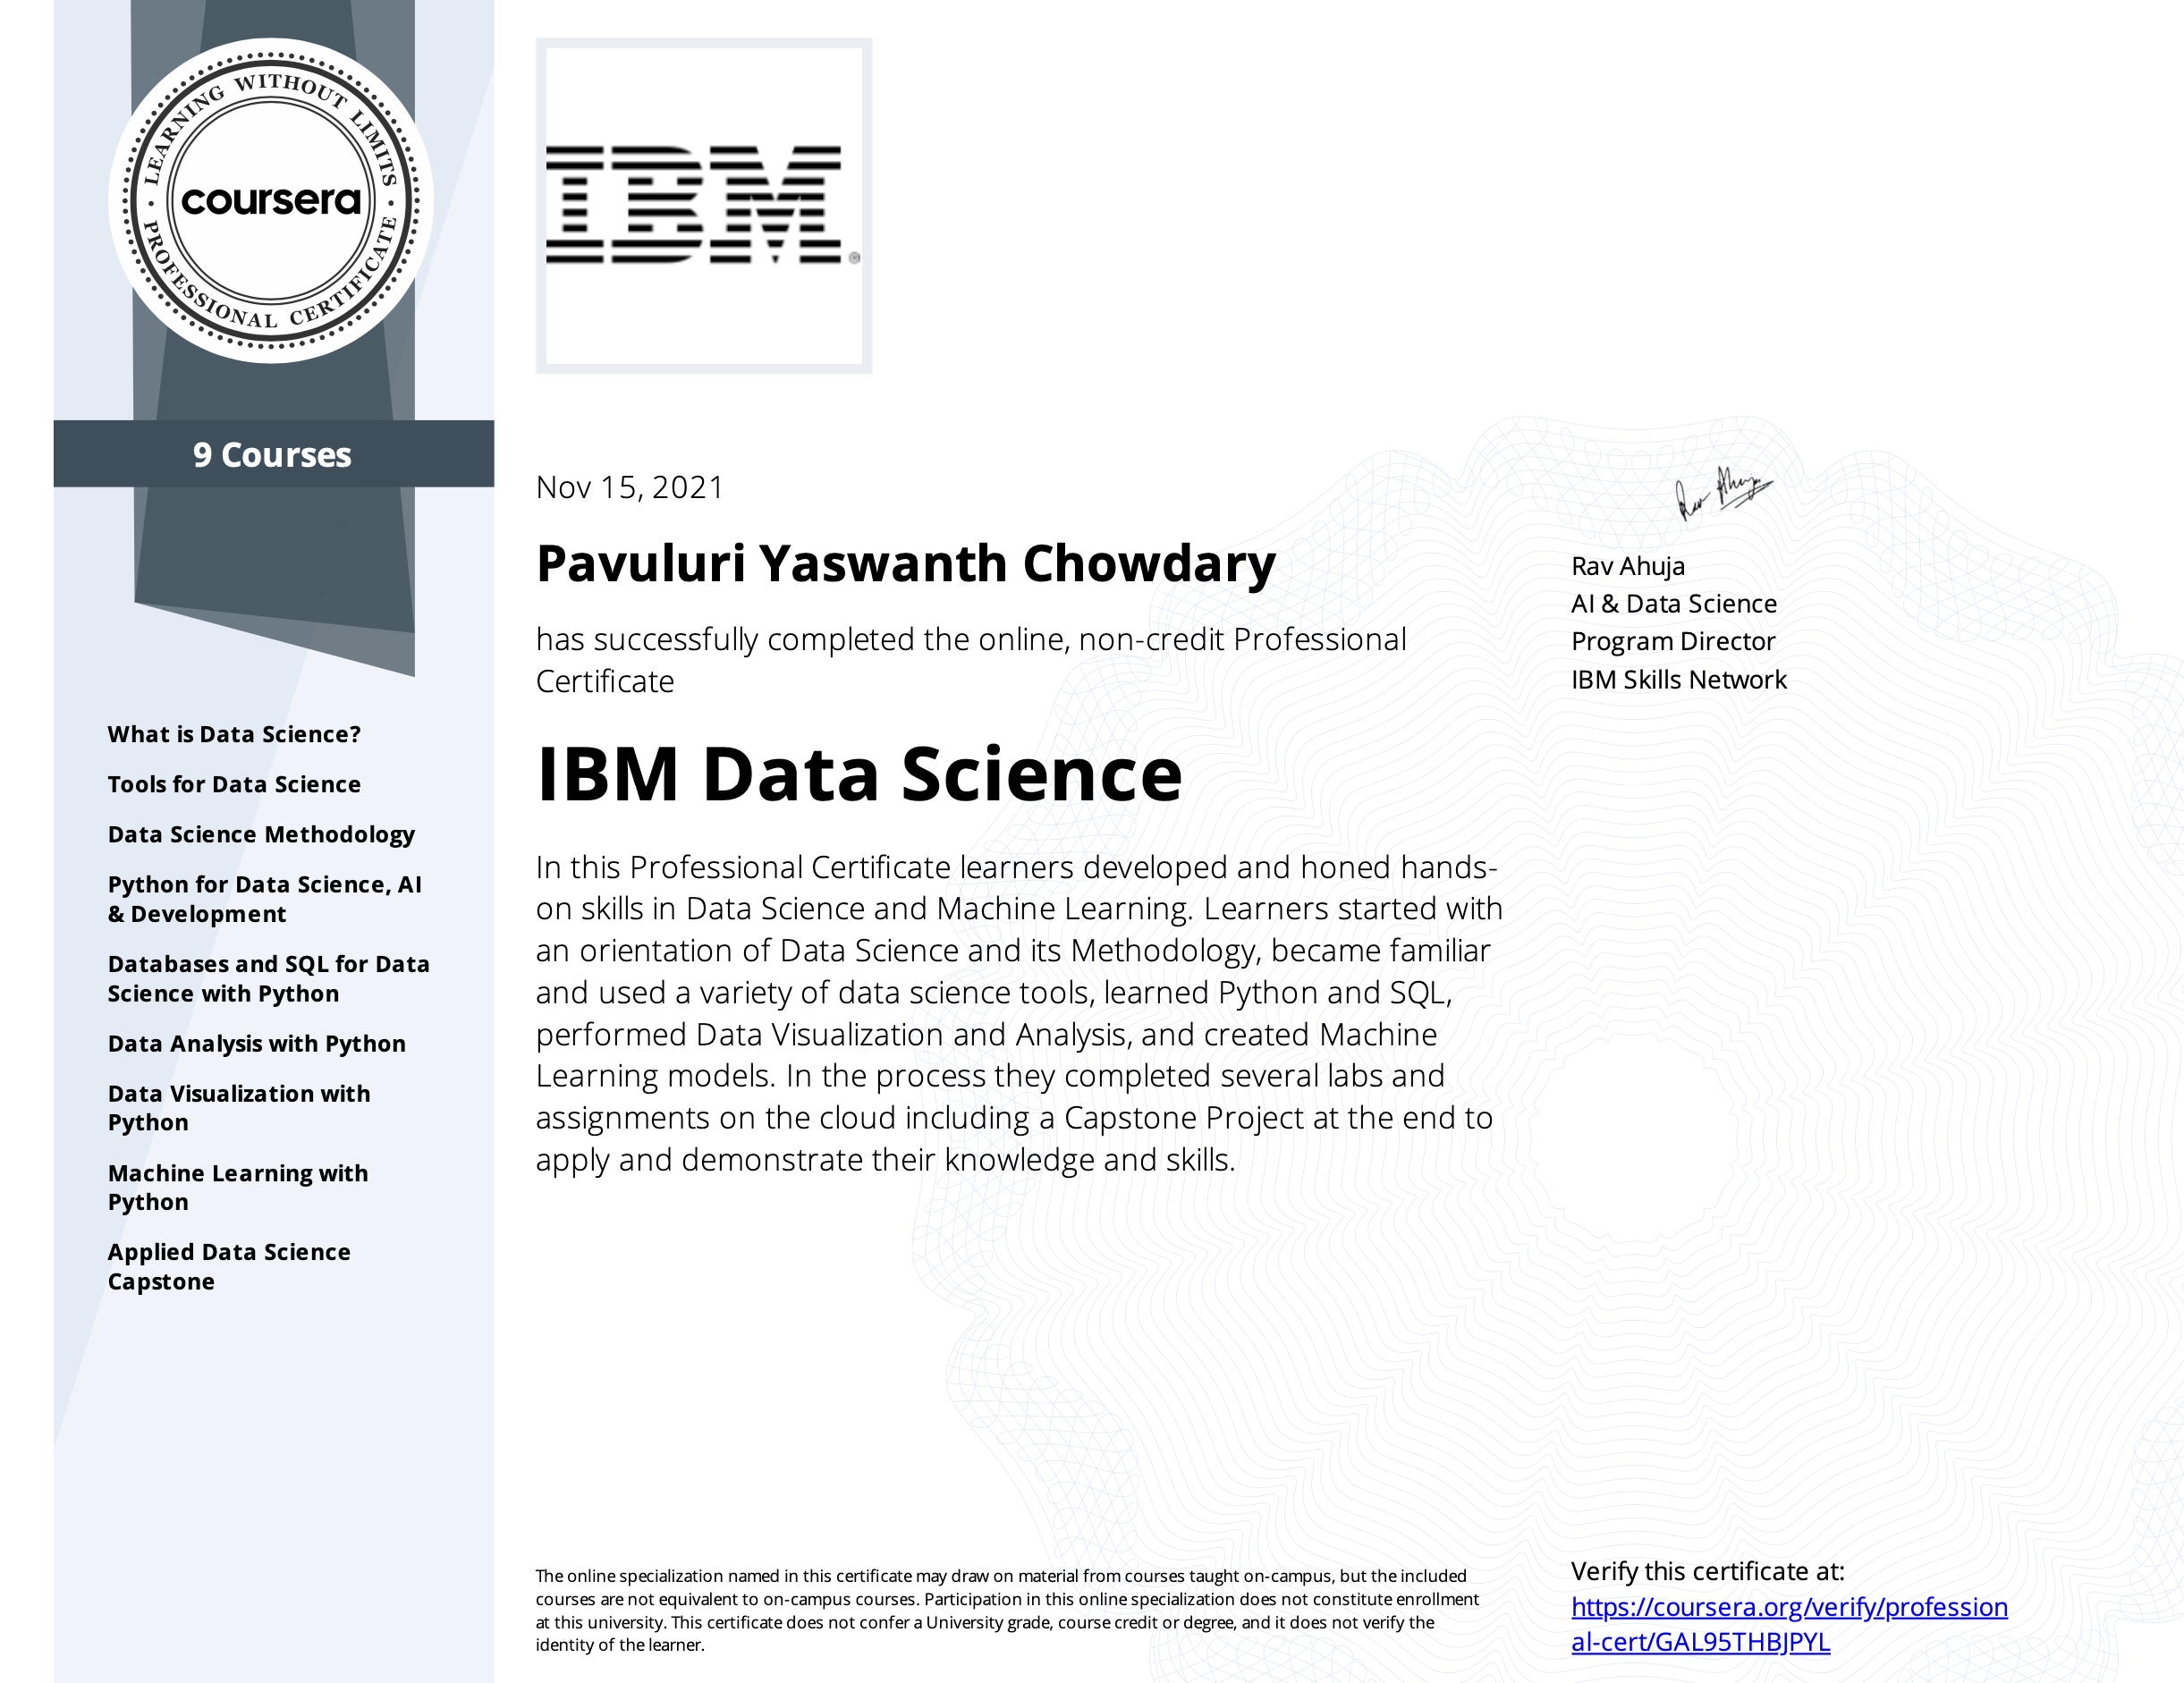 LEARNING WITHOUT LIMITS
coursera
PROFESSIONAL CERTIFICATE
9 Courses
What is Data Science?
Tools for Data Science
Data Science Methodology
Python for Data Science, AI
& Development
Databases and SQL for Data
Science with Python
Data Analysis with Python
Data Visualization with
Python
Machine Learning with
Python
Applied Data Science
Capstone
IBM®
Nov 15, 2021
Pavuluri Yaswanth Chowdary
has successfully completed the online, non-credit Professional
Certificate
IBM Data Science
In this Professional Certificate learners developed and honed hands-
on skills in Data Science and Machine Learning. Learners started with
an orientation of Data Science and its Methodology, became familiar
and used a variety of data science tools, learned Python and SQL,
performed Data Visualization and Analysis, and created Machine
Learning models. In the process they completed several labs and
assignments on the cloud including a Capstone Project at the end to
apply and demonstrate their knowledge and skills.
Rav Ahuja
Rav Ahuja
AI & Data Science
Program Director
IBM Skills Network
The online specialization named in this certificate may draw on material from courses taught on-campus, but the included
courses are not equivalent to on-campus courses. Participation in this online specialization does not constitute enrollment
at this university. This certificate does not confer a University grade, course credit or degree, and it does not verify the
identity of the learner.
Verify this certificate at:
https://coursera.org/verify/profession
al-cert/GAL95THBJPYL